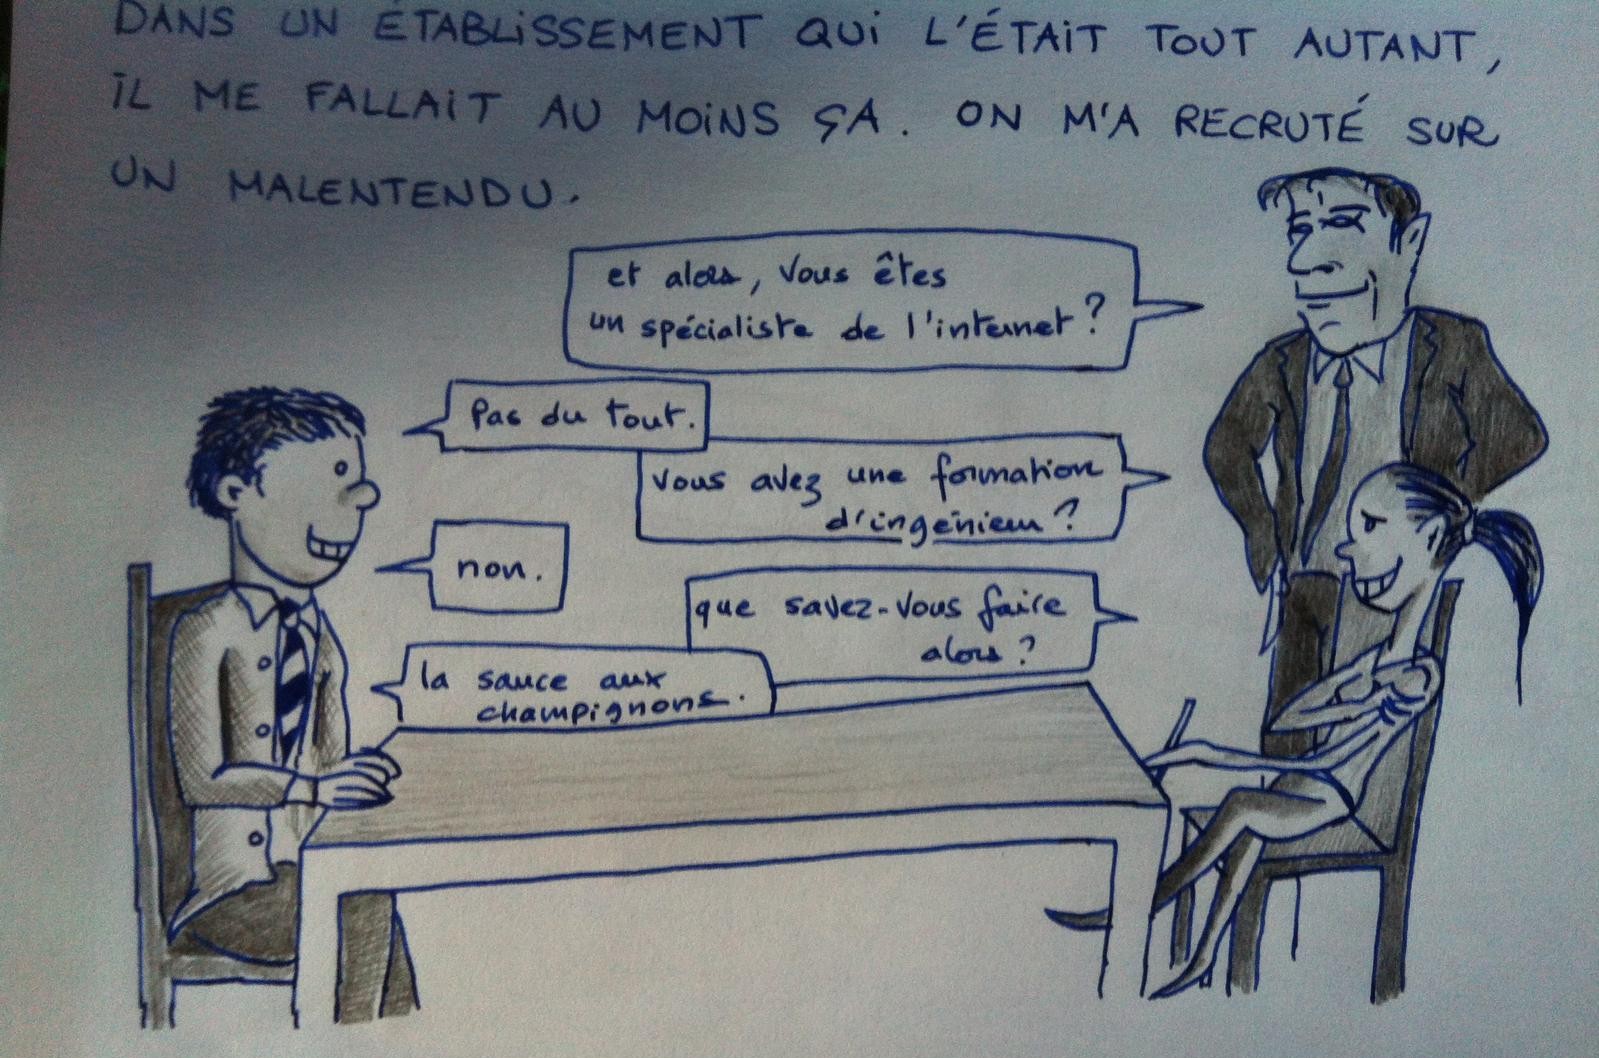 DANS UN ÉTABLISSEMENT QUI L'ÉTAIT TOUT AUTANT,
IL ME FALLAIT AU MOINS ÇA. ON M'A RECRUTÉ SUR
UN MALENTENDU.
et alors, vous êtes
un spécialiste de l'internet ?
Pas du tout.
vous avez une formation
d'ingénieur ?
non.
que savez-vous faire
alors ?
la sauce aux
champignons.